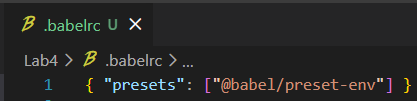 .babelrc U ×
Lab4 > .babelrc > ...
1 { "presets": ["@babel/preset-env"] }